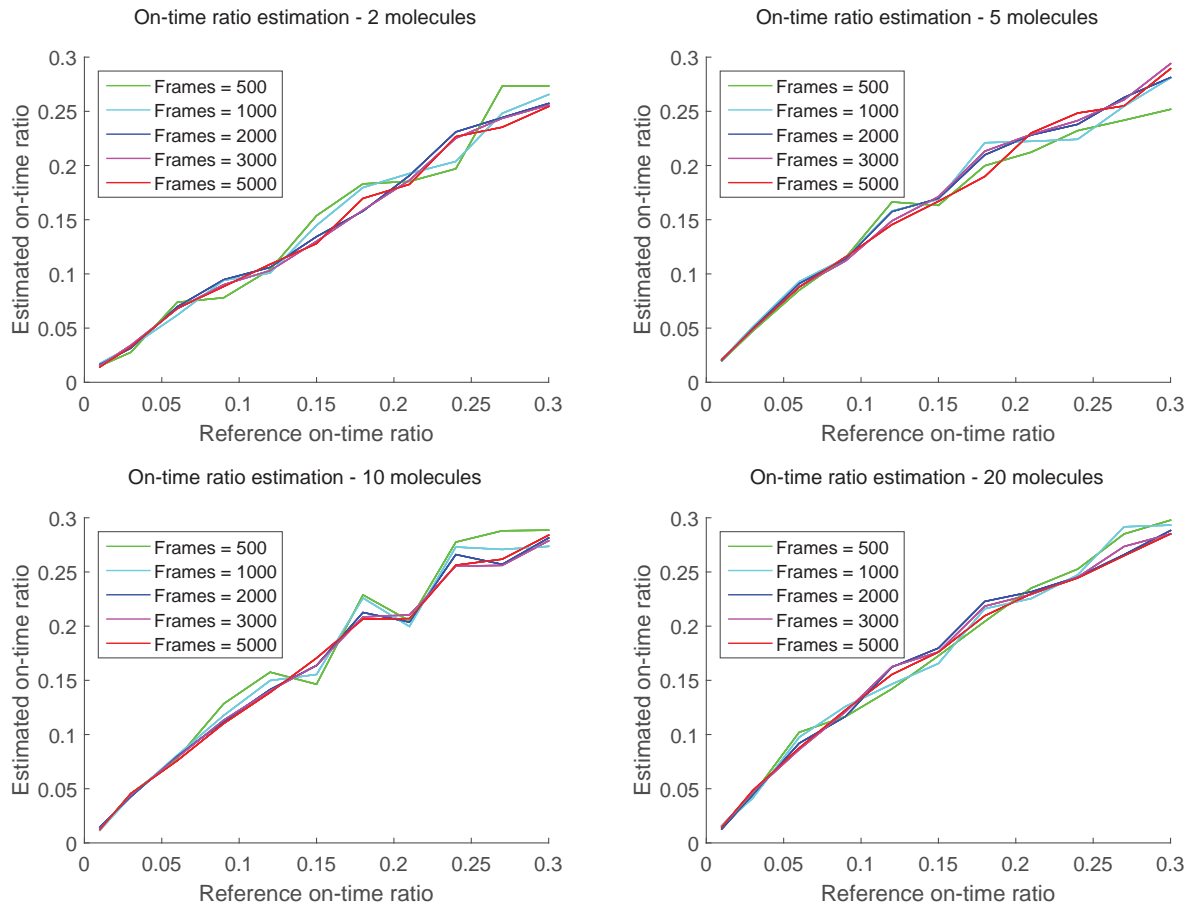 On-time ratio estimation - 2 molecules
0.3
0.25
0.2
0.15
0.1
0.05
0
Estimated on-time ratio
Frames = 500
Frames = 1000
Frames = 2000
Frames = 3000
Frames = 5000
0 0.05 0.1 0.15 0.2 0.25 0.3
Reference on-time ratio
On-time ratio estimation - 5 molecules
0.3
0.25
0.2
0.15
0.1
0.05
0
Estimated on-time ratio
Frames = 500
Frames = 1000
Frames = 2000
Frames = 3000
Frames = 5000
0 0.05 0.1 0.15 0.2 0.25 0.3
Reference on-time ratio
On-time ratio estimation - 10 molecules
0.3
0.25
0.2
0.15
0.1
0.05
0
Estimated on-time ratio
Frames = 500
Frames = 1000
Frames = 2000
Frames = 3000
Frames = 5000
0 0.05 0.1 0.15 0.2 0.25 0.3
Reference on-time ratio
On-time ratio estimation - 20 molecules
0.3
0.25
0.2
0.15
0.1
0.05
0
Estimated on-time ratio
Frames = 500
Frames = 1000
Frames = 2000
Frames = 3000
Frames = 5000
0 0.05 0.1 0.15 0.2 0.25 0.3
Reference on-time ratio